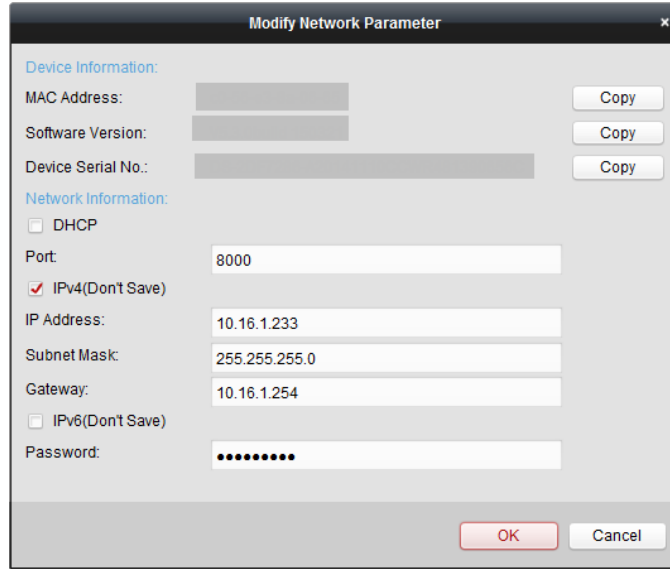 Modify Network Parameter ×
Device Information:
MAC Address: Copy
Software Version: Copy
Device Serial No.: Copy
Network Information:
DHCP
Port: 8000
IPv4(Don't Save)
IP Address: 10.16.1.233
Subnet Mask: 255.255.255.0
Gateway: 10.16.1.254
IPv6(Don't Save)
Password: •••••••••
OK Cancel